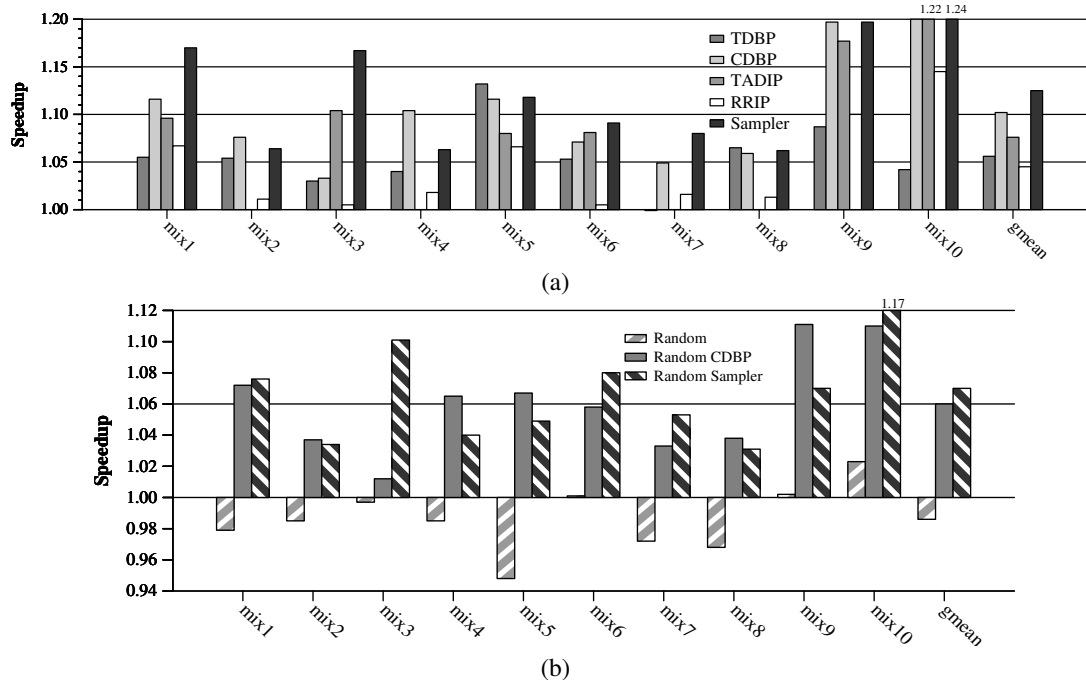 1.22 1.24
1.20
1.15
1.10
1.05
1.00
Speedup
TDBP
CDBP
TADIP
RRIP
Sampler
mix1 mix2 mix3 mix4 mix5 mix6 mix7 mix8 mix9 mix10 gmean
(a)
1.17
1.12
1.10
1.08
1.06
1.04
1.02
1.00
0.98
0.96
0.94
Speedup
Random
Random CDBP
Random Sampler
mix1 mix2 mix3 mix4 mix5 mix6 mix7 mix8 mix9 mix10 gmean
(b)